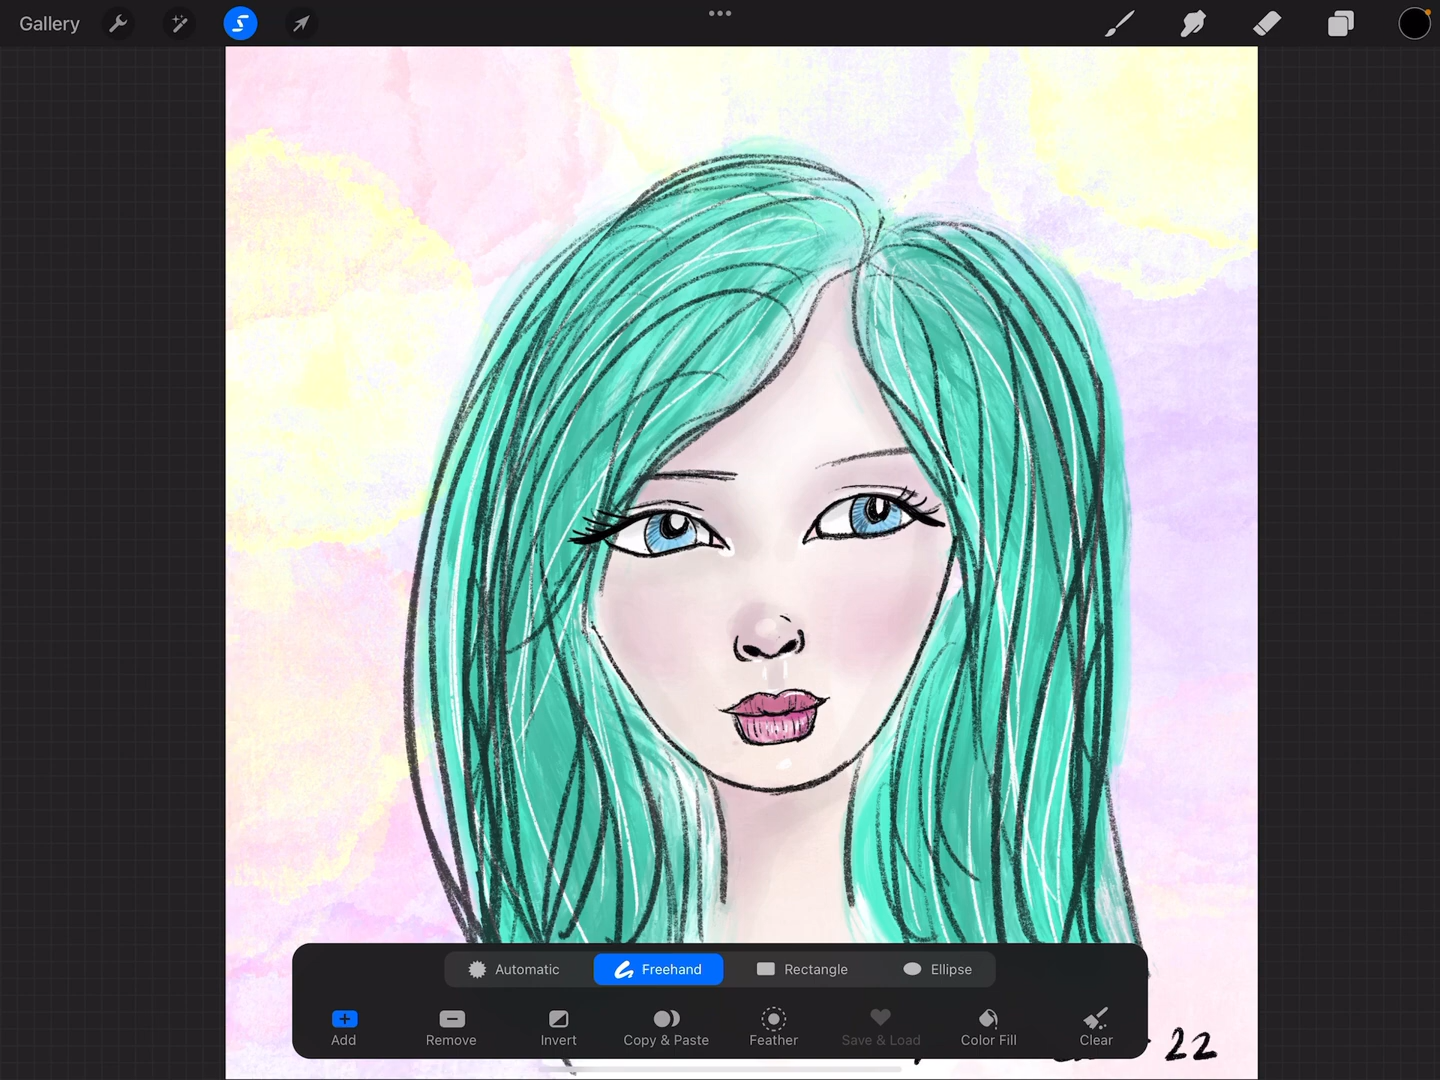 Gallery
Automatic Freehand Rectangle Ellipse
Add Remove Invert Copy & Paste Feather Save & Load Color Fill Clear
22